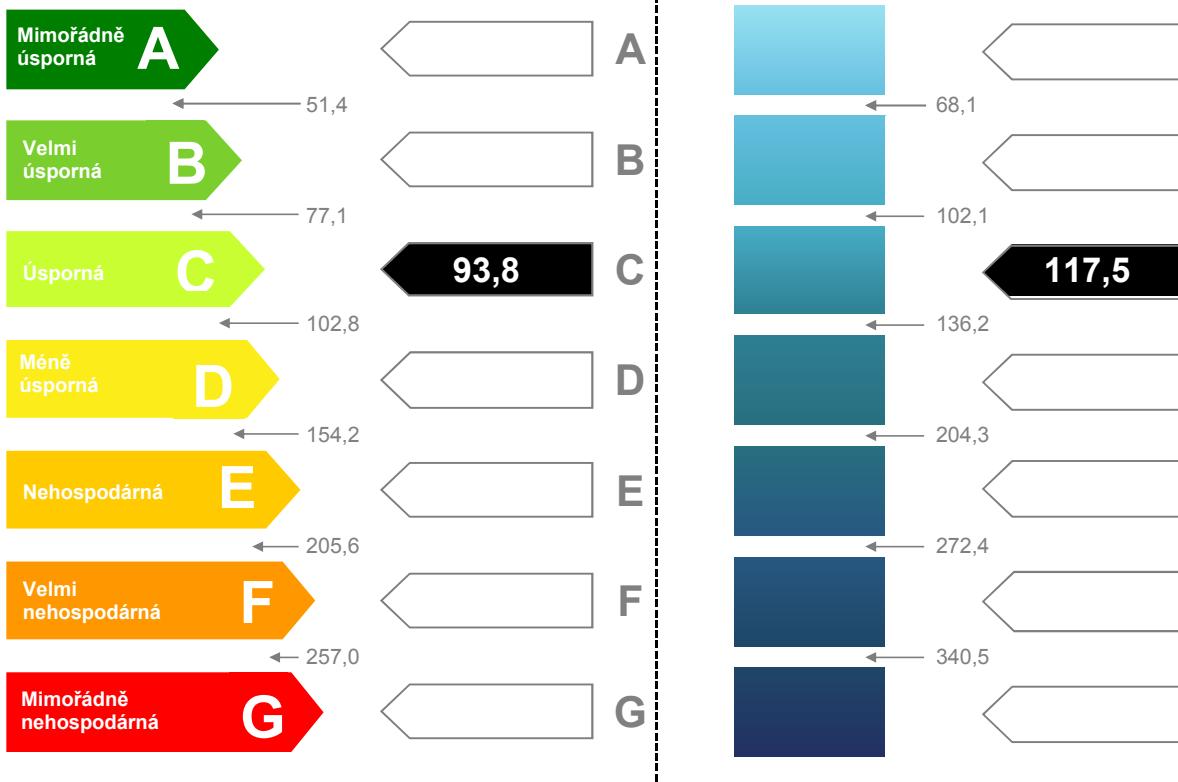 Mimořádně
úsporná
A
A
51,4
68,1
Velmi
úsporná
B
B
77,1
102,1
Úsporná
C
93,8
C
117,5
102,8
136,2
Méně
úsporná
D
D
154,2
204,3
Nehospodárná
E
E
205,6
272,4
Velmi
nehospodárná
F
F
257,0
340,5
Mimořádně
nehospodárná
G
G